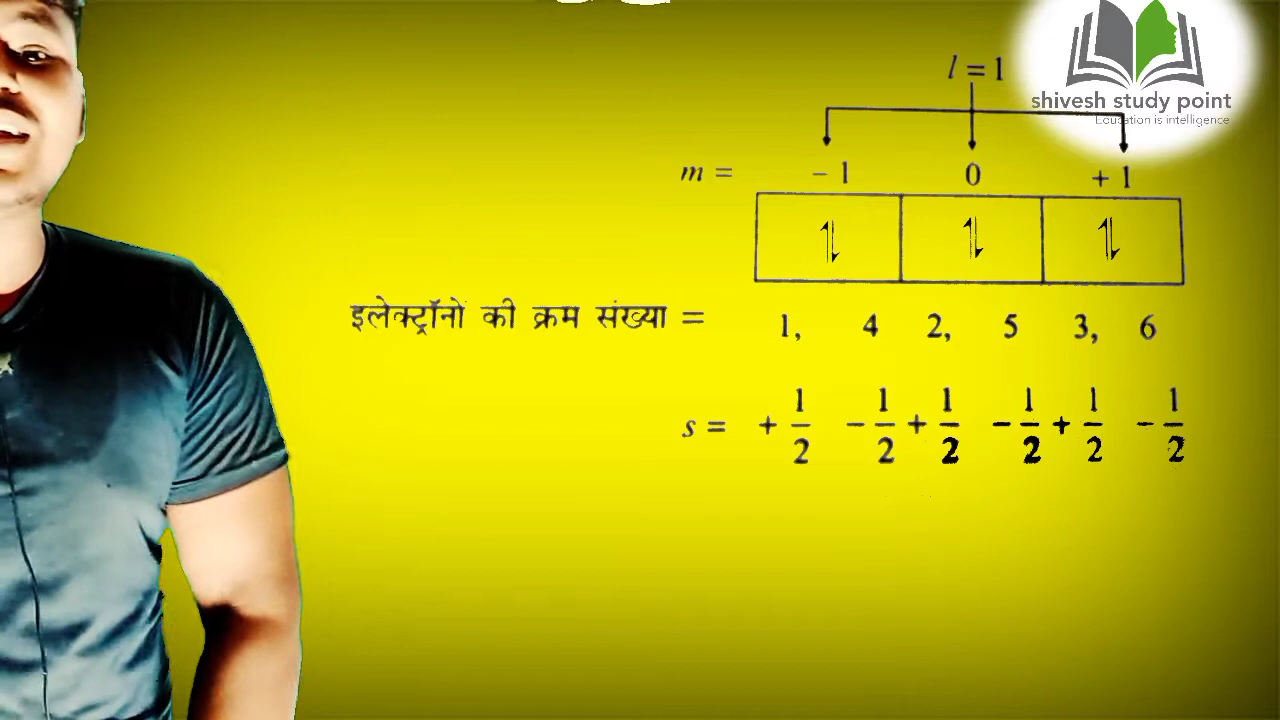 l = 1
shivesh study point
Education is intelligence
m = – 1 0 + 1
इलेक्ट्रॉनो की क्रम संख्या = 1, 4 2, 5 3, 6
s = + 1/2 – 1/2 + 1/2 – 1/2 + 1/2 – 1/2